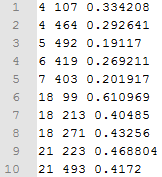 1 4 107 0.334208
2 4 464 0.292641
3 5 492 0.19117
4 6 419 0.269211
5 7 403 0.201917
6 18 99 0.610969
7 18 213 0.40485
8 18 271 0.43256
9 21 223 0.468804
10 21 493 0.4172